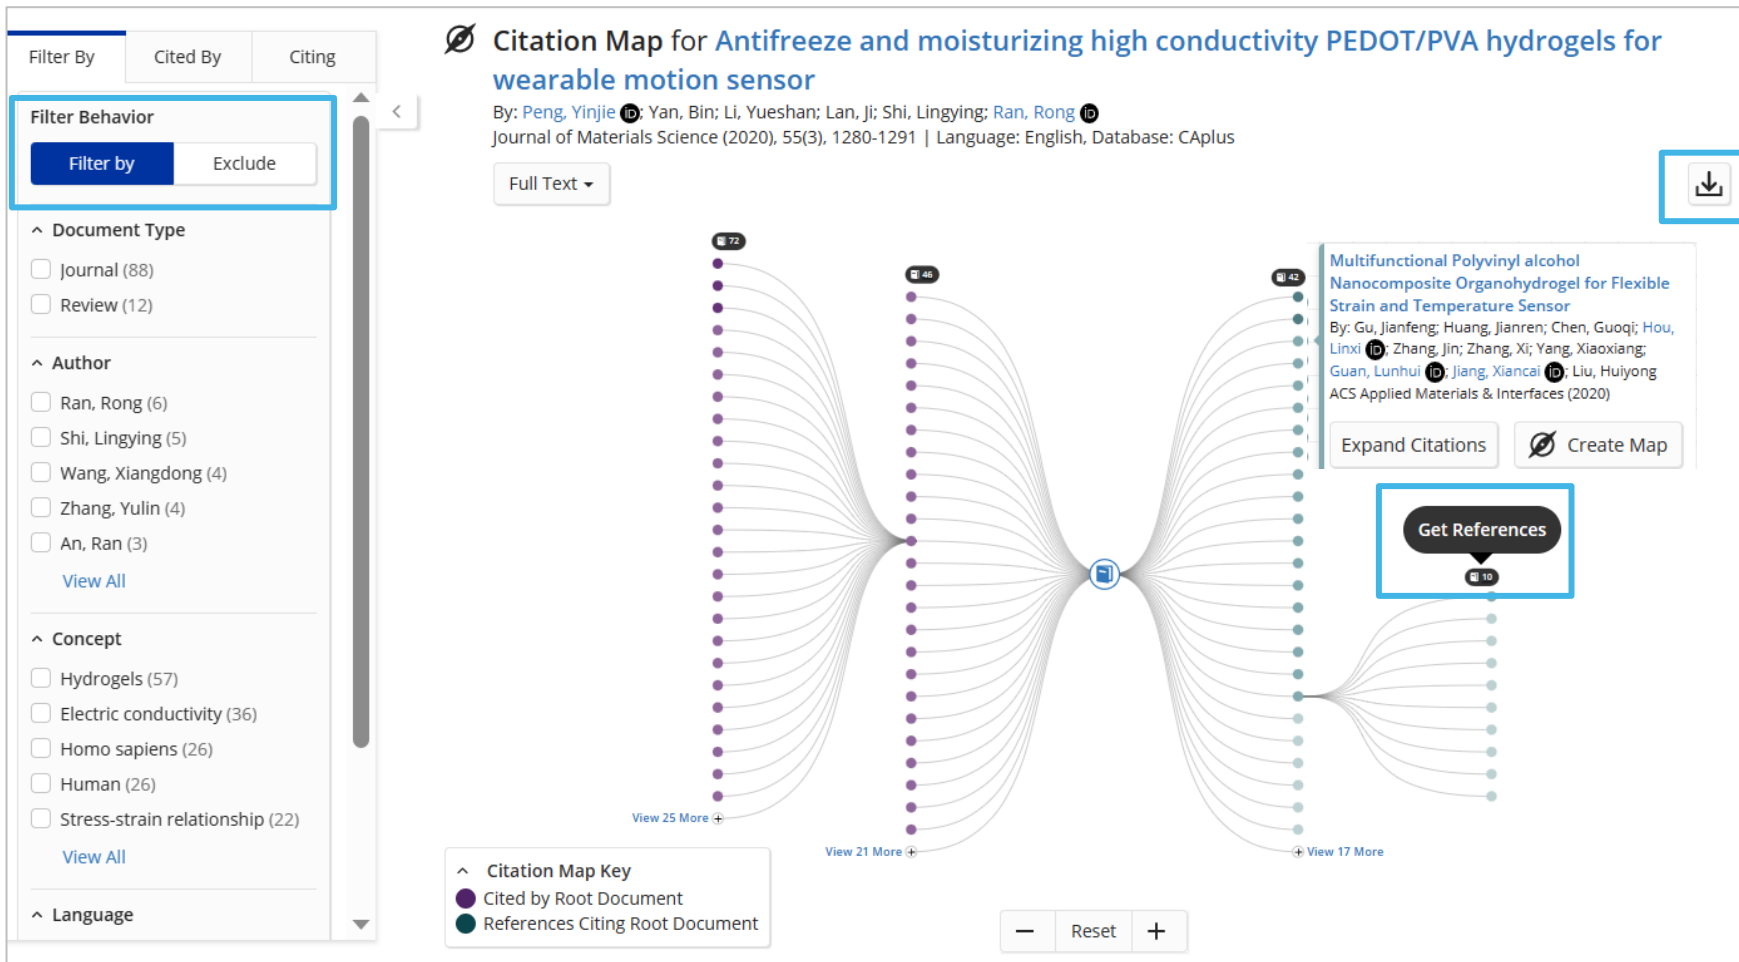 Filter By
Cited By
Citing
Filter Behavior
Filter by
Exclude
Document Type
Journal (88)
Review (12)
Author
Ran, Rong (6)
Shi, Lingying (5)
Wang, Xiangdong (4)
Zhang, Yulin (4)
An, Ran (3)
View All
Concept
Hydrogels (57)
Electric conductivity (36)
Homo sapiens (26)
Human (26)
Stress-strain relationship (22)
View All
Language
Citation Map for Antifreeze and moisturizing high conductivity PEDOT/PVA hydrogels for
wearable motion sensor
By: Peng, Yinjie iD; Yan, Bin; Li, Yueshan; Lan, Ji; Shi, Lingying; Ran, Rong iD
Journal of Materials Science (2020), 55(3), 1280-1291 | Language: English, Database: CAplus
Full Text
72
46
42
Multifunctional Polyvinyl alcohol
Nanocomposite Organohydrogel for Flexible
Strain and Temperature Sensor
By: Gu, Jianfeng; Huang, Jianren; Chen, Guoqi; Hou,
Linxi iD; Zhang, Jin; Zhang, Xi; Yang, Xiaoxiang;
Guan, Lunhui iD; Jiang, Xiancai iD; Liu, Huiyong
ACS Applied Materials & Interfaces (2020)
Expand Citations
Create Map
Get References
10
View 25 More
View 21 More
View 17 More
Citation Map Key
Cited by Root Document
References Citing Root Document
Reset